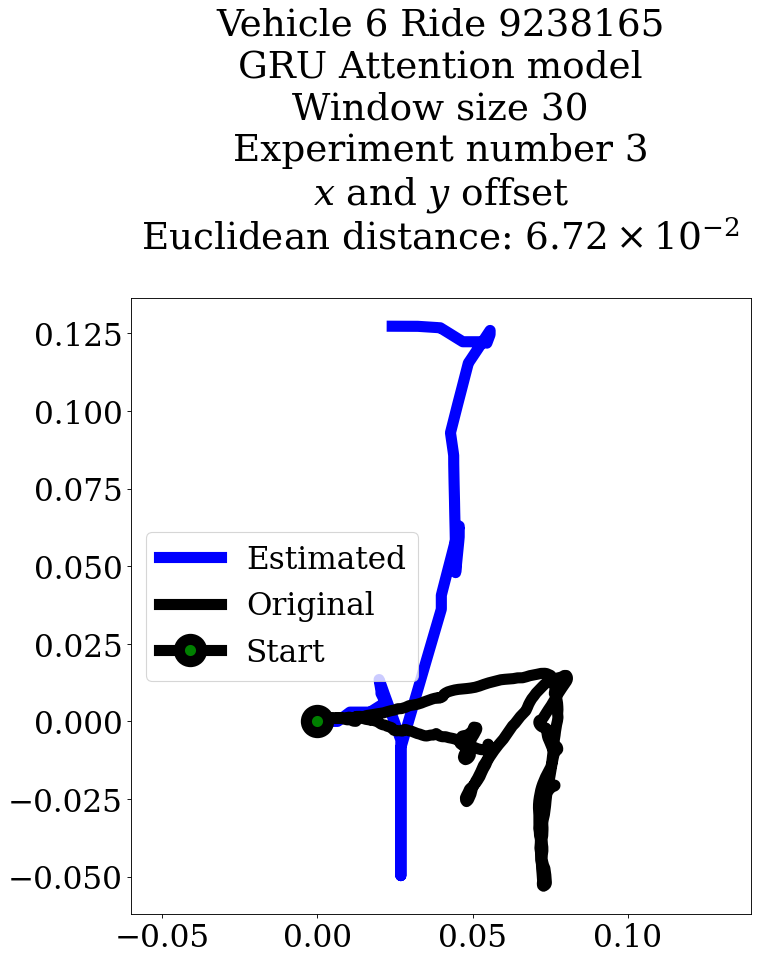 Vehicle 6 Ride 9238165
GRU Attention model
Window size 30
Experiment number 3
x and y offset
Euclidean distance: 6.72 × 10⁻²
0.125
0.100
0.075
0.050
0.025
0.000
−0.025
−0.050
Estimated
Original
Start
−0.05
0.00
0.05
0.10